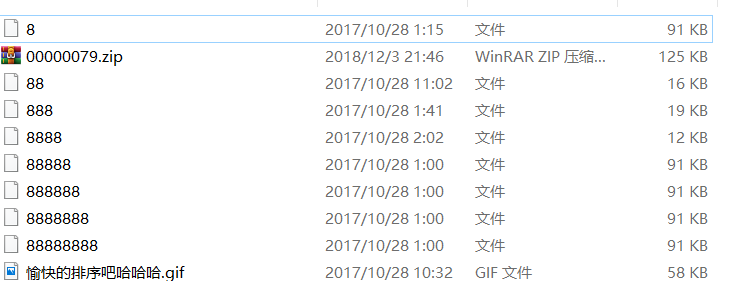 8 2017/10/28 1:15 文件 91 KB
00000079.zip 2018/12/3 21:46 WinRAR ZIP 压缩... 125 KB
88 2017/10/28 11:02 文件 16 KB
888 2017/10/28 1:41 文件 19 KB
8888 2017/10/28 2:02 文件 12 KB
88888 2017/10/28 1:00 文件 91 KB
888888 2017/10/28 1:00 文件 91 KB
8888888 2017/10/28 1:00 文件 91 KB
88888888 2017/10/28 1:00 文件 91 KB
愉快的排序吧哈哈哈.gif 2017/10/28 10:32 GIF 文件 58 KB